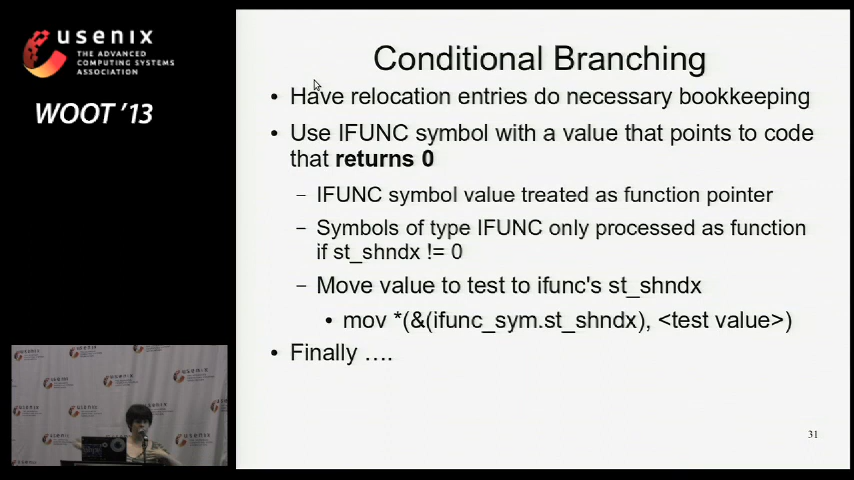 usenix
THE ADVANCED
COMPUTING SYSTEMS
ASSOCIATION
WOOT '13
Conditional Branching
• Have relocation entries do necessary bookkeeping
• Use IFUNC symbol with a value that points to code
that returns 0
– IFUNC symbol value treated as function pointer
– Symbols of type IFUNC only processed as function
if st_shndx != 0
– Move value to test to ifunc's st_shndx
• mov *(&(ifunc_sym.st_shndx), <test value>)
• Finally ....
31